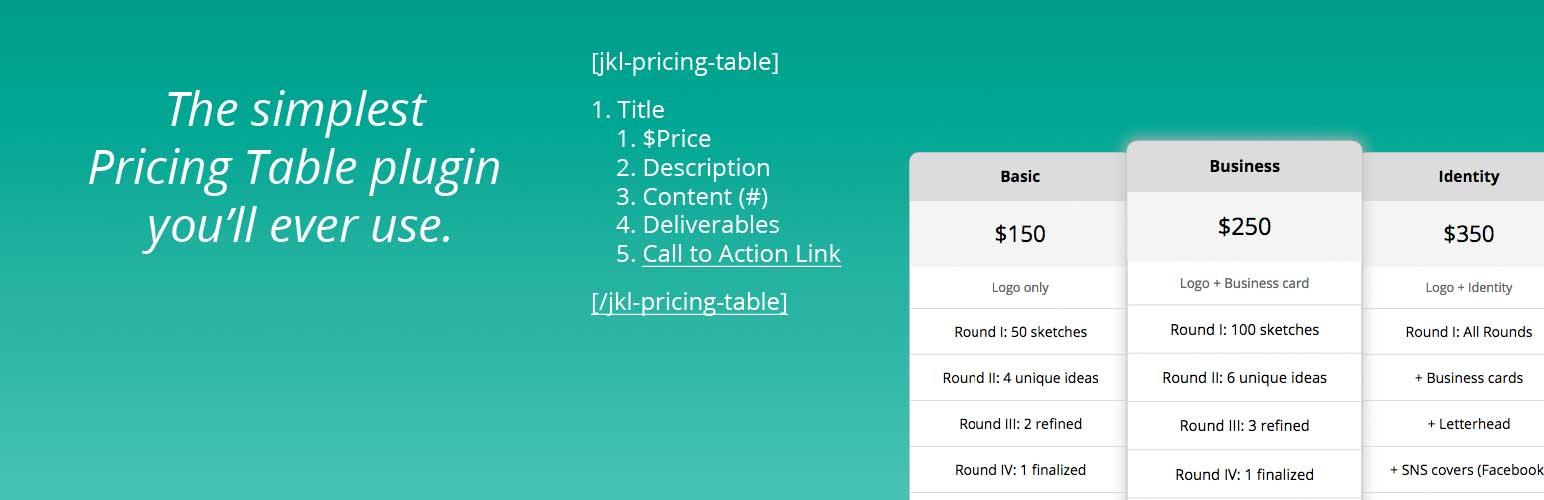 The simplest
Pricing Table plugin
you’ll ever use.
[jkl-pricing-table]
1. Title
1. $Price
2. Description
3. Content (#)
4. Deliverables
5. Call to Action Link
[/jkl-pricing-table]
Basic
$150
Logo only
Round I: 50 sketches
Round II: 4 unique ideas
Round III: 2 refined
Round IV: 1 finalized
Business
$250
Logo + Business card
Round I: 100 sketches
Round II: 6 unique ideas
Round III: 3 refined
Round IV: 1 finalized
Identity
$350
Logo + Identity
Round I: All Rounds
+ Business cards
+ Letterhead
+ SNS covers (Facebook